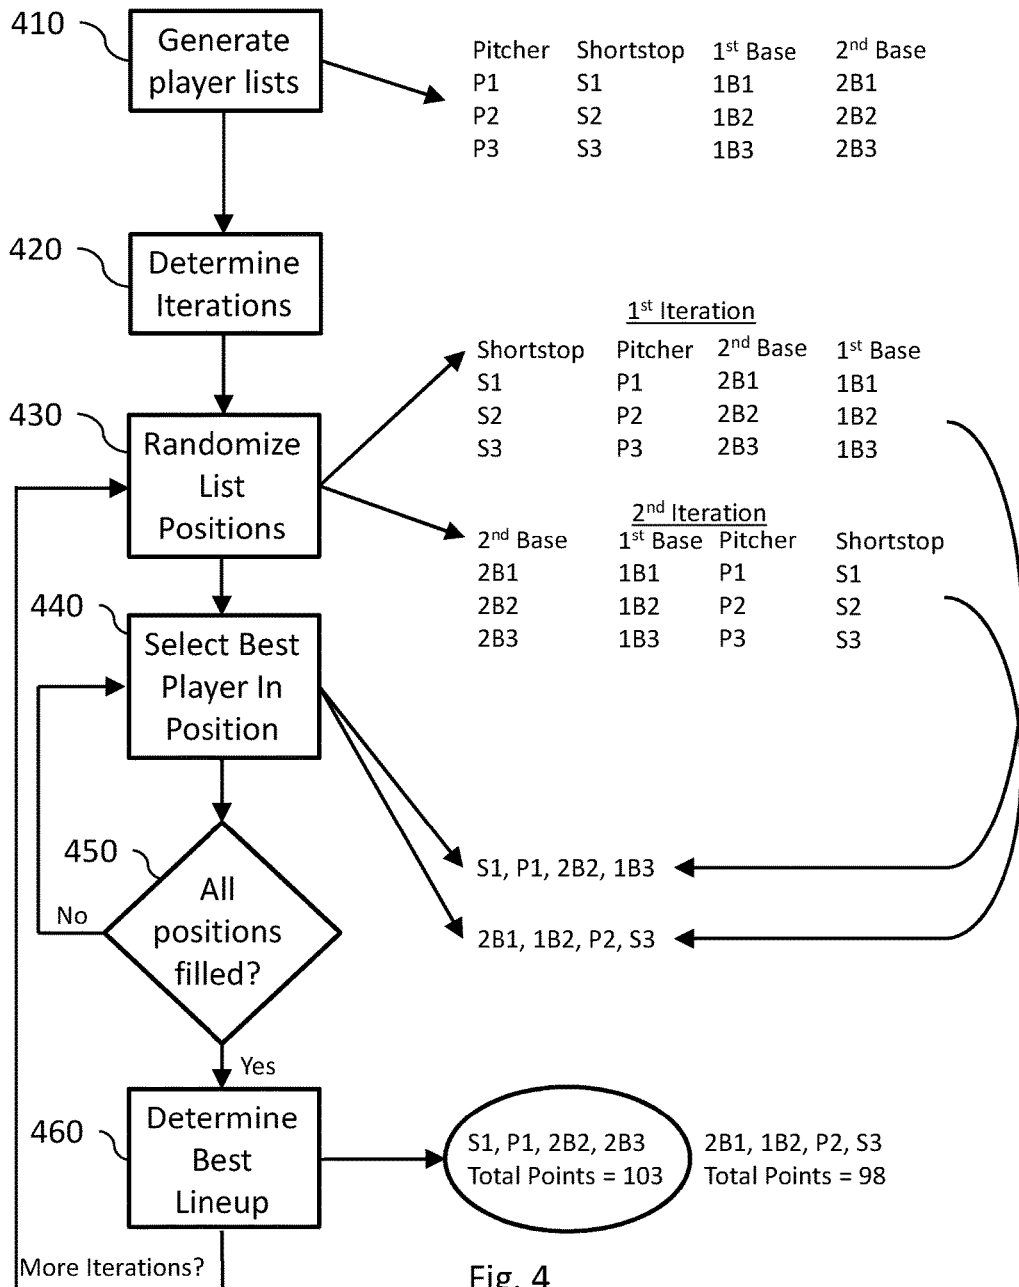 410
Generate
player lists
Pitcher Shortstop 1st Base 2nd Base
P1 S1 1B1 2B1
P2 S2 1B2 2B2
P3 S3 1B3 2B3
420
Determine
Iterations
430
Randomize
List
Positions
1st Iteration
Shortstop Pitcher 2nd Base 1st Base
S1 P1 2B1 1B1
S2 P2 2B2 1B2
S3 P3 2B3 1B3
2nd Iteration
2nd Base 1st Base Pitcher Shortstop
2B1 1B1 P1 S1
2B2 1B2 P2 S2
2B3 1B3 P3 S3
440
Select Best
Player In
Position
S1, P1, 2B2, 1B3
2B1, 1B2, P2, S3
450
All
positions
filled?
No
Yes
460
Determine
Best
Lineup
S1, P1, 2B2, 2B3
Total Points = 103
2B1, 1B2, P2, S3
Total Points = 98
More Iterations?
Fig. 4